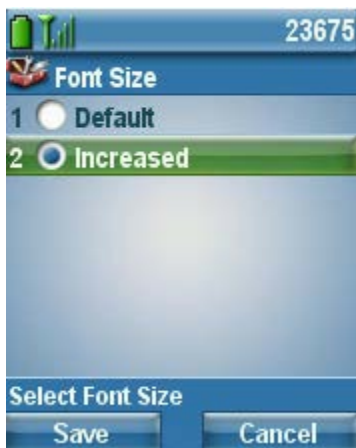 23675
Font Size
1 Default
2 Increased
Select Font Size
Save Cancel